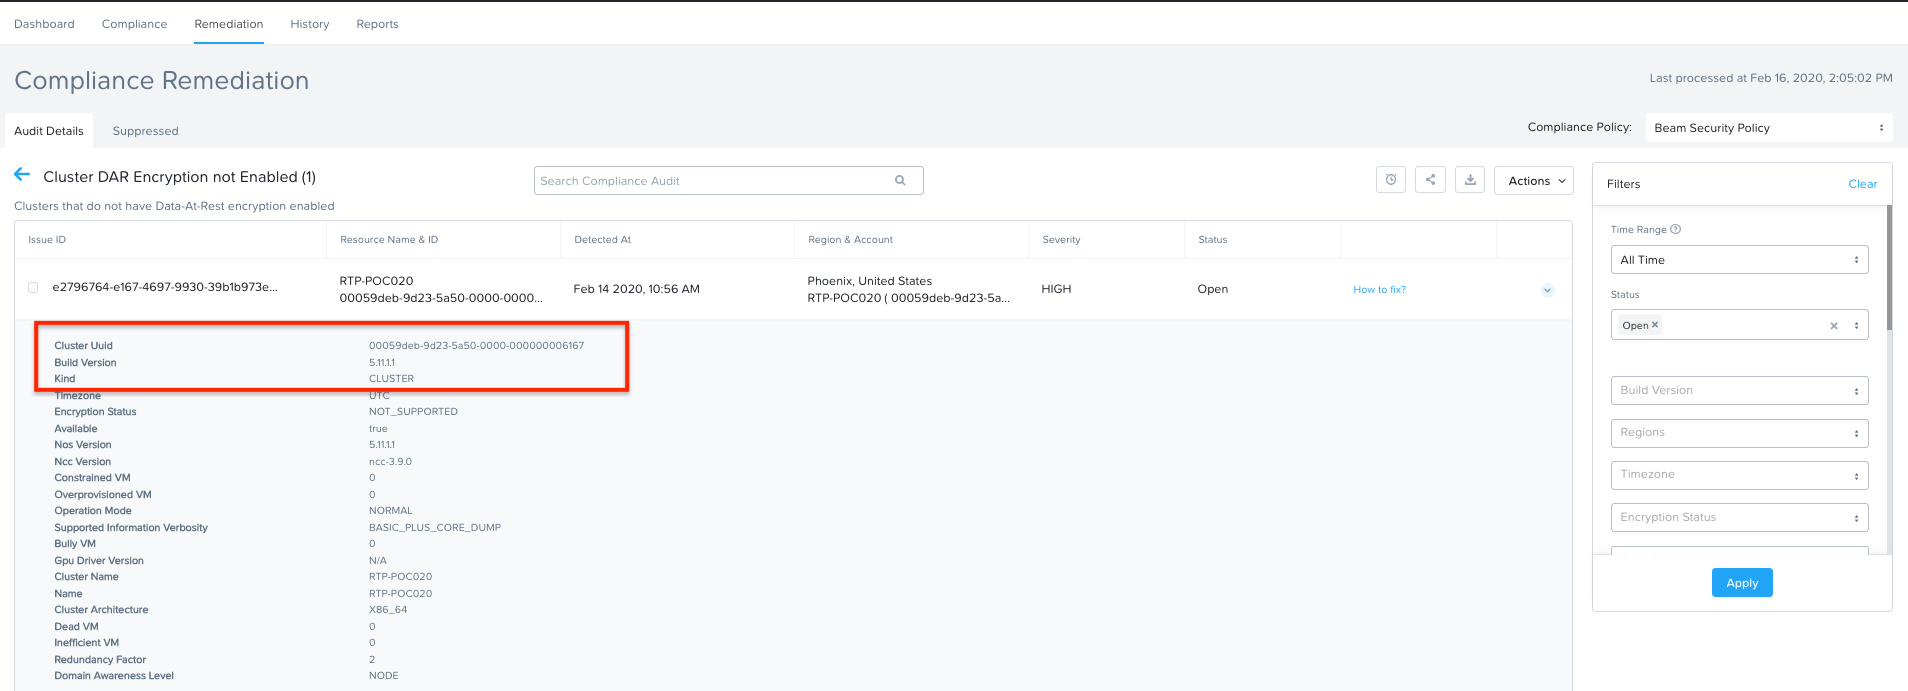 Dashboard Compliance Remediation History Reports
Compliance Remediation
Last processed at Feb 16, 2020, 2:05:02 PM
Audit Details Suppressed
Compliance Policy: Beam Security Policy
Cluster DAR Encryption not Enabled (1)
Search Compliance Audit
Actions
Clusters that do not have Data-At-Rest encryption enabled
Issue ID Resource Name & ID Detected At Region & Account Severity Status
e2796764-e167-4697-9930-39b1b973e...
RTP-POC020
00059deb-9d23-5a50-0000-0000...
Feb 14 2020, 10:56 AM
Phoenix, United States
RTP-POC020 ( 00059deb-9d23-5a...
HIGH
Open
How to fix?
Cluster Uuid 00059deb-9d23-5a50-0000-000000006167
Build Version 5.11.1.1
Kind CLUSTER
Timezone UTC
Encryption Status NOT_SUPPORTED
Available true
Nos Version 5.11.1.1
Ncc Version ncc-3.9.0
Constrained VM 0
Overprovisioned VM 0
Operation Mode NORMAL
Supported Information Verbosity BASIC_PLUS_CORE_DUMP
Bully VM 0
Gpu Driver Version N/A
Cluster Name RTP-POC020
Name RTP-POC020
Cluster Architecture X86_64
Dead VM 0
Inefficient VM 0
Redundancy Factor 2
Domain Awareness Level NODE
Filters Clear
Time Range
All Time
Status
Open
Build Version
Regions
Timezone
Encryption Status
Apply